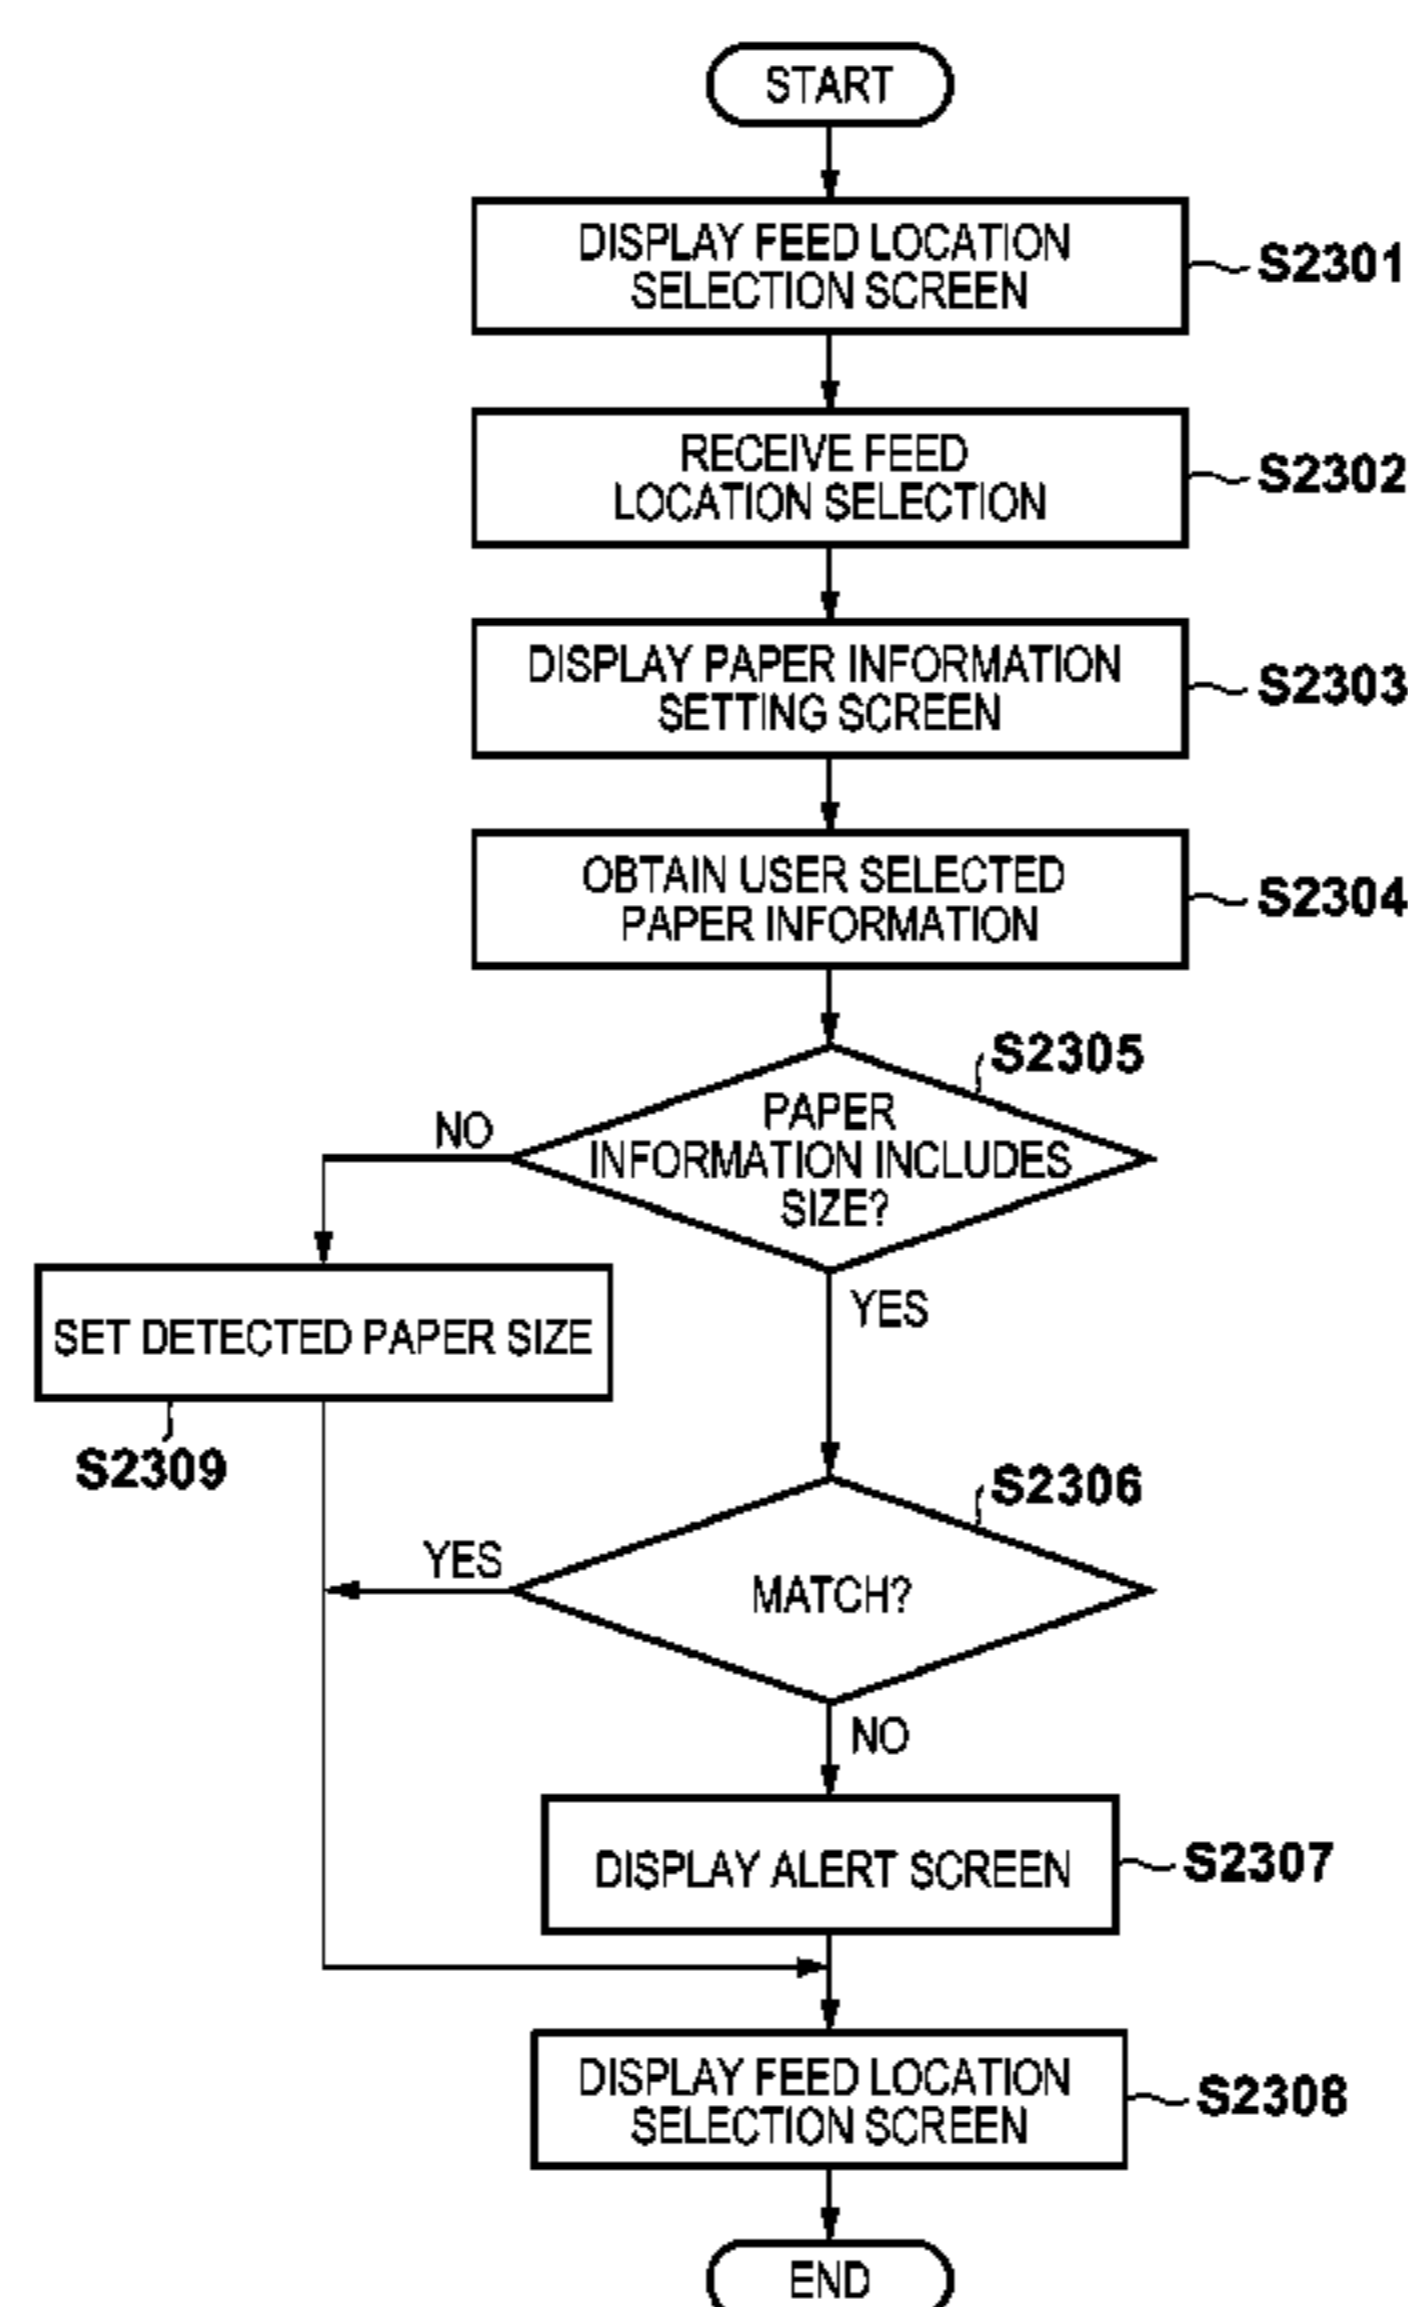 START
DISPLAY FEED LOCATION
SELECTION SCREEN
S2301
RECEIVE FEED
LOCATION SELECTION
S2302
DISPLAY PAPER INFORMATION
SETTING SCREEN
S2303
OBTAIN USER SELECTED
PAPER INFORMATION
S2304
S2305
PAPER
INFORMATION INCLUDES
SIZE?
NO
YES
SET DETECTED PAPER SIZE
S2309
S2306
MATCH?
YES
NO
DISPLAY ALERT SCREEN
S2307
DISPLAY FEED LOCATION
SELECTION SCREEN
S2308
END